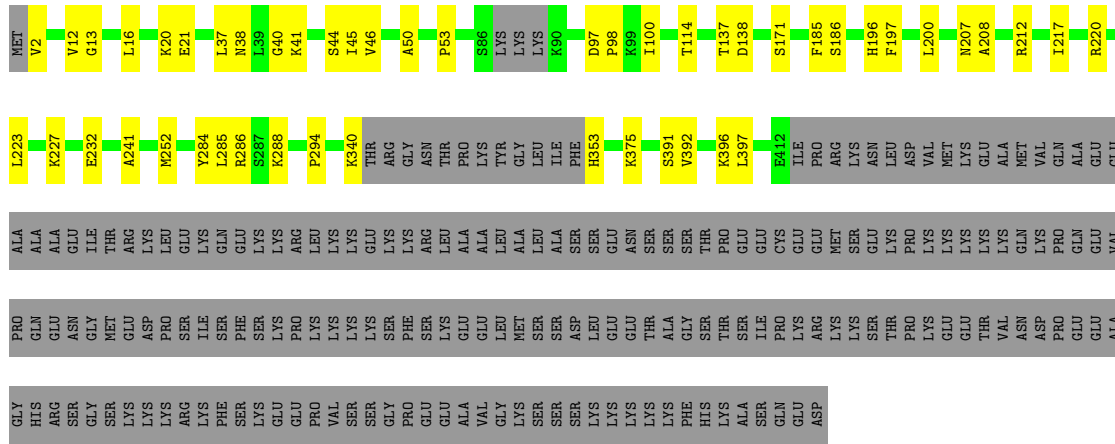 MET V2 V12 G13 L16 K20 E21 L37 N38 L39 G40 K41 S44 I45 V46 A50 P53 S86 LYS LYS LYS K90 D97 P98 K99 I100 T114 T137 D138 S171 F185 S186 H196 F197 L200 N207 A208 R212 I217 R220
L223 K227 E232 A241 M252 Y284 L285 R286 S287 K288 P294 K340 THR ARG GLY ASN THR PRO LYS TYR GLY LEU ILE PHE H353 K375 S391 V392 K396 L397 E412 ILE PRO ARG LYS ASN LEU ASP VAL MET LYS GLU ALA MET VAL GLN ALA GLU GLU
ALA ALA ALA GLU ILE THR ARG LYS LEU GLU LYS GLN GLU LYS LYS ARG LEU LYS LYS GLU LYS LYS ARG LEU ALA ALA LEU ALA LEU ALA SER SER GLU ASN SER SER SER THR PRO GLU GLU CYS GLU GLU MET SER GLU LYS PRO LYS LYS LYS LYS LYS GLN LYS PRO GLN GLU VAL
PRO GLN GLU ASN GLY MET GLU ASP PRO SER ILE SER PHE SER LYS PRO LYS LYS LYS LYS SER PHE SER LYS GLU GLU LEU MET SER SER ASP LEU GLU GLU THR ALA GLY SER THR SER ILE PRO LYS ARG LYS LYS SER THR PRO LYS GLU GLU THR VAL ASN ASP PRO GLU GLU ALA
GLY HIS ARG SER GLY SER LYS LYS LYS ARG LYS PHE SER LYS GLU GLU PRO VAL SER SER GLY PRO GLU GLU ALA VAL GLY LYS SER SER SER LYS LYS LYS LYS LYS PHE HIS LYS ALA SER GLN GLU ASP